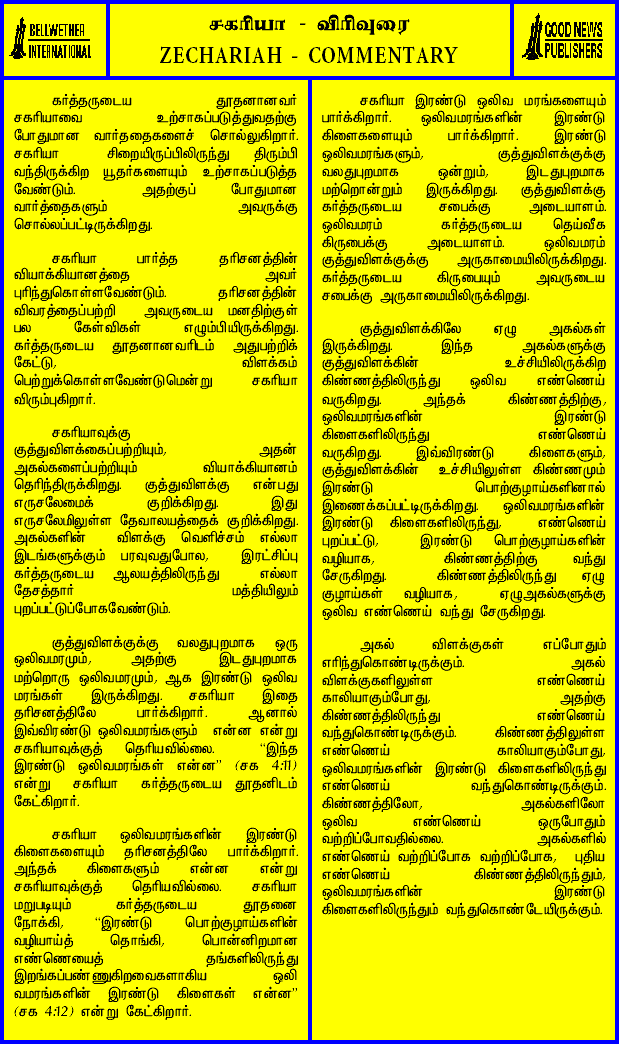 BELLWETHER
INTERNATIONAL
சகரியா - விரிவுரை
ZECHARIAH - COMMENTARY
GOOD NEWS
PUBLISHERS
கர்த்தருடைய தூதனானவர்
சகரியாவை உற்சாகப்படுத்துவதற்கு
போதுமான வார்த்தைகளைச் சொல்லுகிறார்.
சகரியா சிறையிருப்பிலிருந்து திரும்பி
வந்திருக்கிற யூதர்களையும் உற்சாகப்படுத்த
வேண்டும். அதற்குப் போதுமான
வார்த்தைகளும் அவருக்கு
சொல்லப்பட்டிருக்கிறது.
சகரியா பார்த்த தரிசனத்தின்
வியாக்கியானத்தை அவர்
புரிந்துகொள்ளவேண்டும். தரிசனத்தின்
விவரத்தைப்பற்றி அவருடைய மனதிற்குள்
பல கேள்விகள் எழும்பியிருக்கிறது.
கர்த்தருடைய தூதனானவரிடம் அதுபற்றிக்
கேட்டு, விளக்கம்
பெற்றுக்கொள்ளவேண்டுமென்று சகரியா
விரும்புகிறார்.
சகரியாவுக்கு
குத்துவிளக்கைப்பற்றியும், அதன்
அகல்களைப்பற்றியும் வியாக்கியானம்
தெரிந்திருக்கிறது. குத்துவிளக்கு என்பது
எருசலேமைக் குறிக்கிறது. இது
எருசலேமிலுள்ள தேவாலயத்தைக் குறிக்கிறது.
அகல்களின் விளக்கு வெளிச்சம் எல்லா
இடங்களுக்கும் பரவுவதுபோல, இரட்சிப்பு
கர்த்தருடைய ஆலயத்திலிருந்து எல்லா
தேசத்தார் மத்தியிலும்
புறப்பட்டுப்போகவேண்டும்.
குத்துவிளக்குக்கு வலதுபுறமாக ஒரு
ஒலிவமரமும், அதற்கு இடதுபுறமாக
மற்றொரு ஒலிவமரமும், ஆக இரண்டு ஒலிவ
மரங்கள் இருக்கிறது. சகரியா இதை
தரிசனத்திலே பார்க்கிறார். ஆனால்
இவ்விரண்டு ஒலிவமரங்களும் என்ன என்று
சகரியாவுக்குத் தெரியவில்லை. "இந்த
இரண்டு ஒலிவமரங்கள் என்ன" (சக 4:11)
என்று சகரியா கர்த்தருடைய தூதனிடம்
கேட்கிறார்.
சகரியா ஒலிவமரங்களின் இரண்டு
கிளைகளையும் தரிசனத்திலே பார்க்கிறார்.
அந்தக் கிளைகளும் என்ன என்று
சகரியாவுக்குத் தெரியவில்லை. சகரியா
மறுபடியும் கர்த்தருடைய தூதனை
நோக்கி, "இரண்டு பொற்குழாய்களின்
வழியாய்த் தொங்கி, பொன்னிறமான
எண்ணெயைத் தங்களிலிருந்து
இறங்கப்பண்ணுகிறவைகளாகிய ஒலி
வமரங்களின் இரண்டு கிளைகள் என்ன"
(சக 4:12) என்று கேட்கிறார்.
சகரியா இரண்டு ஒலிவ மரங்களையும்
பார்க்கிறார். ஒலிவமரங்களின் இரண்டு
கிளைகளையும் பார்க்கிறார். இரண்டு
ஒலிவமரங்களும், குத்துவிளக்குக்கு
வலதுபுறமாக ஒன்றும், இடதுபுறமாக
மற்றொன்றும் இருக்கிறது. குத்துவிளக்கு
கர்த்தருடைய சபைக்கு அடையாளம்.
ஒலிவமரம் கர்த்தருடைய தெய்வீக
கிருபைக்கு அடையாளம். ஒலிவமரம்
குத்துவிளக்குக்கு அருகாமையிலிருக்கிறது.
கர்த்தருடைய கிருபையும் அவருடைய
சபைக்கு அருகாமையிலிருக்கிறது.
குத்துவிளக்கிலே ஏழு அகல்கள்
இருக்கிறது. இந்த அகல்களுக்கு
குத்துவிளக்கின் உச்சியிலிருக்கிற
கிண்ணத்திலிருந்து ஒலிவ எண்ணெய்
வருகிறது. அந்தக் கிண்ணத்திற்கு,
ஒலிவமரங்களின் இரண்டு
கிளைகளிலிருந்து எண்ணெய்
வருகிறது. இவ்விரண்டு கிளைகளும்,
குத்துவிளக்கின் உச்சியிலுள்ள கிண்ணமும்
இரண்டு பொற்குழாய்களினால்
இணைக்கப்பட்டிருக்கிறது. ஒலிவமரங்களின்
இரண்டு கிளைகளிலிருந்து, எண்ணெய்
புறப்பட்டு, இரண்டு பொற்குழாய்களின்
வழியாக, கிண்ணத்திற்கு வந்து
சேருகிறது. கிண்ணத்திலிருந்து ஏழு
குழாய்கள் வழியாக, ஏழுஅகல்களுக்கு
ஒலிவ எண்ணெய் வந்து சேருகிறது.
அகல் விளக்குகள் எப்போதும்
எரிந்துகொண்டிருக்கும். அகல்
விளக்குகளிலுள்ள எண்ணெய்
காலியாகும்போது, அதற்கு
கிண்ணத்திலிருந்து எண்ணெய்
வந்துகொண்டிருக்கும். கிண்ணத்திலுள்ள
எண்ணெய் காலியாகும்போது,
ஒலிவமரங்களின் இரண்டு கிளைகளிலிருந்து
எண்ணெய் வந்துகொண்டிருக்கும்.
கிண்ணத்திலோ, அகல்களிலோ
ஒலிவ எண்ணெய் ஒருபோதும்
வற்றிப்போவதில்லை. அகல்களில்
எண்ணெய் வற்றிப்போக வற்றிப்போக, புதிய
எண்ணெய் கிண்ணத்திலிருந்தும்,
ஒலிவமரங்களின் இரண்டு
கிளைகளிலிருந்தும் வந்துகொண்டேயிருக்கும்.